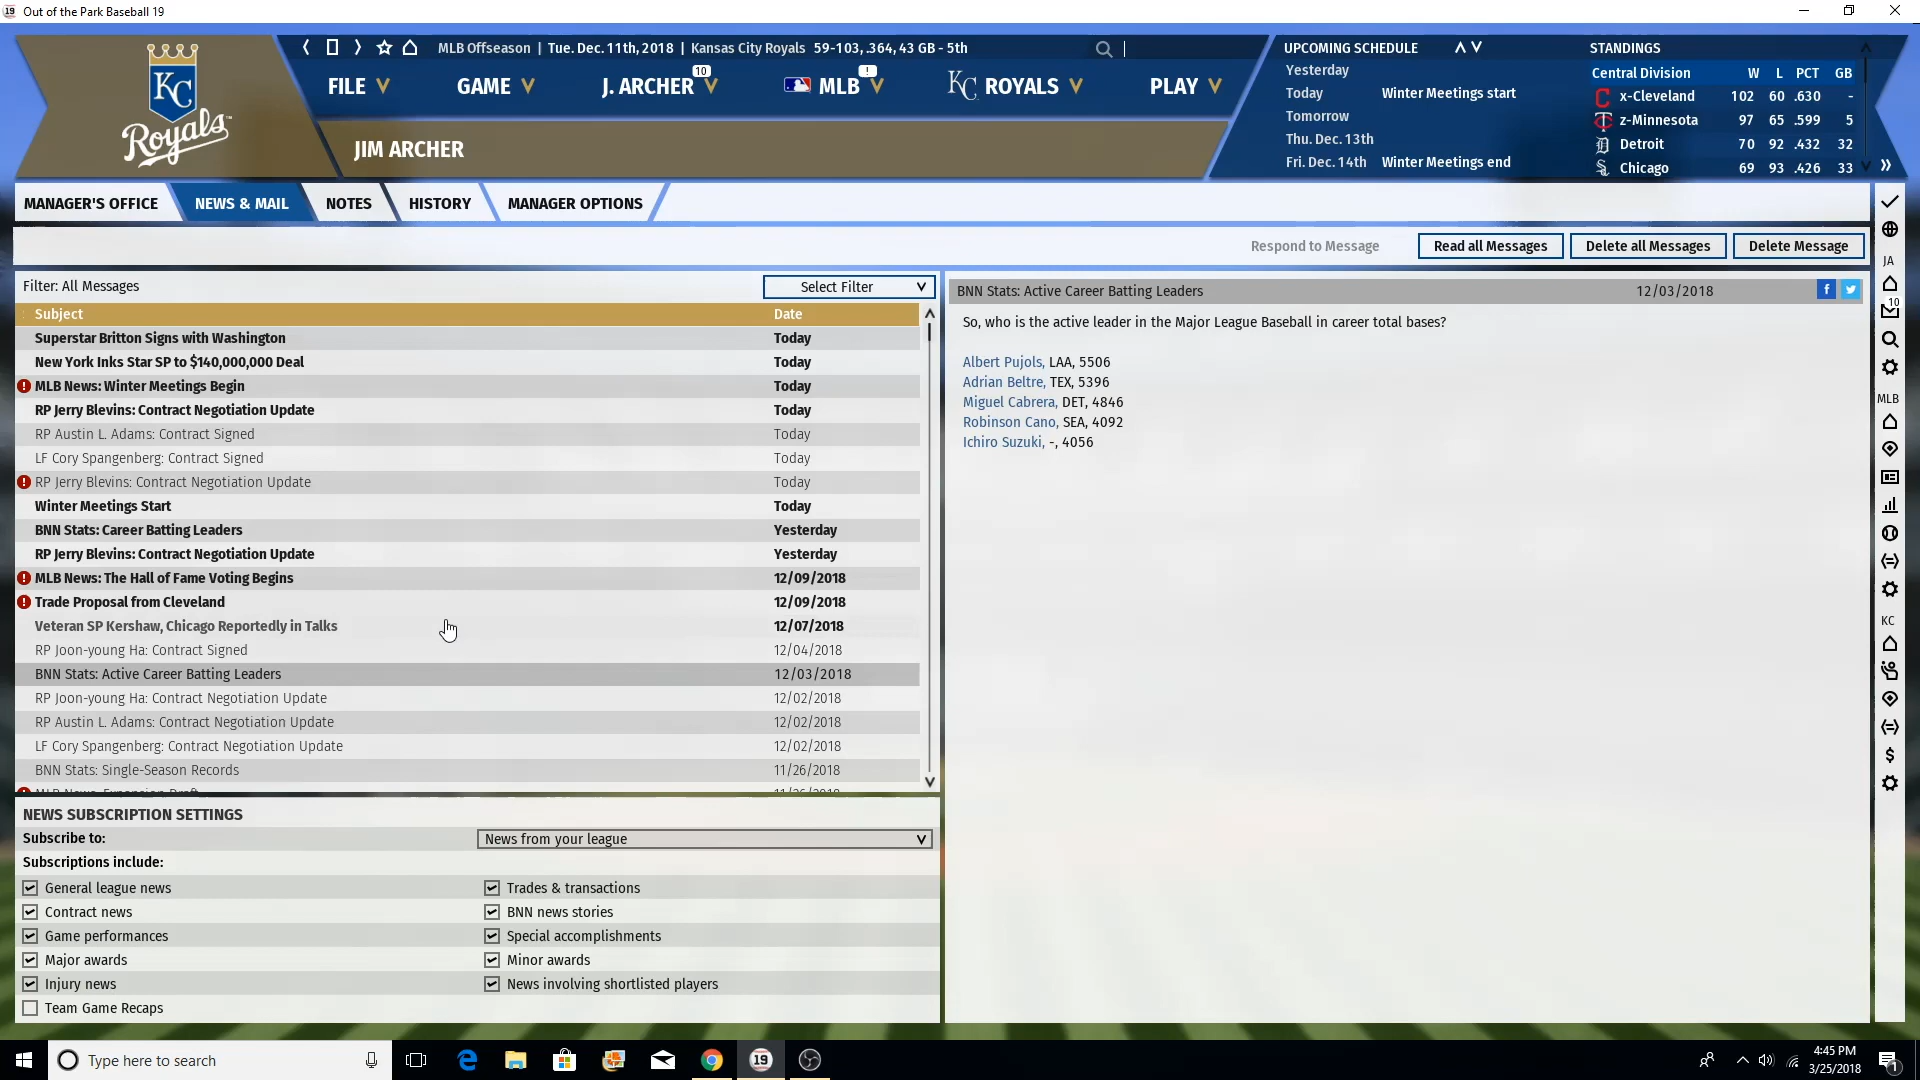 Out of the Park Baseball 19
MLB Offseason | Tue. Dec. 11th, 2018 | Kansas City Royals 59-103, .364, 43 GB - 5th
FILE GAME J. ARCHER 10 MLB ! ROYALS PLAY
KC
Royals
JIM ARCHER
UPCOMING SCHEDULE
Yesterday
Today Winter Meetings start
Tomorrow
Thu. Dec. 13th
Fri. Dec. 14th Winter Meetings end
STANDINGS
Central Division W L PCT GB
x-Cleveland 102 60 .630 -
z-Minnesota 97 65 .599 5
Detroit 70 92 .432 32
Chicago 69 93 .426 33
MANAGER'S OFFICE NEWS & MAIL NOTES HISTORY MANAGER OPTIONS
Respond to Message Read all Messages Delete all Messages Delete Message
Filter: All Messages Select Filter
Subject Date
Superstar Britton Signs with Washington Today
New York Inks Star SP to $140,000,000 Deal Today
MLB News: Winter Meetings Begin Today
RP Jerry Blevins: Contract Negotiation Update Today
RP Austin L. Adams: Contract Signed Today
LF Cory Spangenberg: Contract Signed Today
RP Jerry Blevins: Contract Negotiation Update Today
Winter Meetings Start Today
BNN Stats: Career Batting Leaders Yesterday
RP Jerry Blevins: Contract Negotiation Update Yesterday
MLB News: The Hall of Fame Voting Begins 12/09/2018
Trade Proposal from Cleveland 12/09/2018
Veteran SP Kershaw, Chicago Reportedly in Talks 12/07/2018
RP Joon-young Ha: Contract Signed 12/04/2018
BNN Stats: Active Career Batting Leaders 12/03/2018
RP Joon-young Ha: Contract Negotiation Update 12/02/2018
RP Austin L. Adams: Contract Negotiation Update 12/02/2018
LF Cory Spangenberg: Contract Negotiation Update 12/02/2018
BNN Stats: Single-Season Records 11/26/2018
MLB News: Expansion Draft 11/26/2018
BNN Stats: Active Career Batting Leaders 12/03/2018
So, who is the active leader in the Major League Baseball in career total bases?
Albert Pujols, LAA, 5506
Adrian Beltre, TEX, 5396
Miguel Cabrera, DET, 4846
Robinson Cano, SEA, 4092
Ichiro Suzuki, -, 4056
JA
10
MLB
KC
NEWS SUBSCRIPTION SETTINGS
Subscribe to: News from your league
Subscriptions include:
General league news Trades & transactions
Contract news BNN news stories
Game performances Special accomplishments
Major awards Minor awards
Injury news News involving shortlisted players
Team Game Recaps
Type here to search
19
4:45 PM
3/25/2018
1